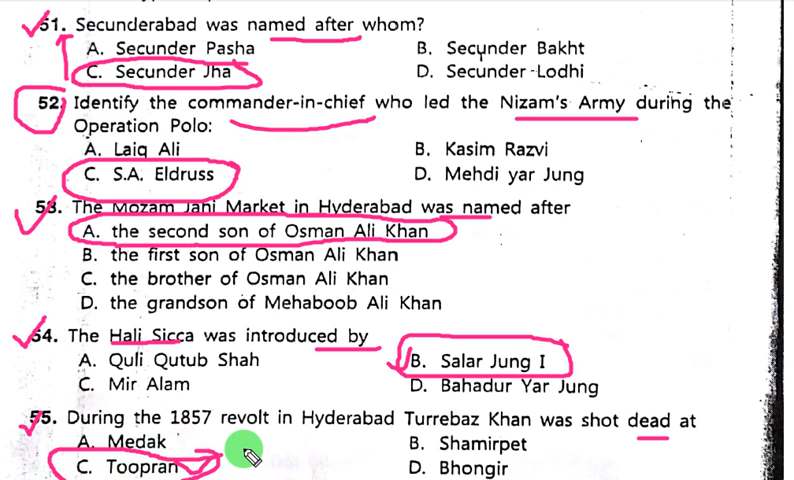 51. Secunderabad was named after whom?
A. Secunder Pasha B. Secunder Bakht
C. Secunder Jha D. Secunder Lodhi
52. Identify the commander-in-chief who led the Nizam's Army during the
Operation Polo:
A. Laiq Ali B. Kasim Razvi
C. S.A. Eldruss D. Mehdi yar Jung
53. The Mozam Jahi Market in Hyderabad was named after
A. the second son of Osman Ali Khan
B. the first son of Osman Ali Khan
C. the brother of Osman Ali Khan
D. the grandson of Mehaboob Ali Khan
54. The Hali Sicca was introduced by
A. Quli Qutub Shah B. Salar Jung I
C. Mir Alam D. Bahadur Yar Jung
55. During the 1857 revolt in Hyderabad Turrebaz Khan was shot dead at
A. Medak B. Shamirpet
C. Toopran D. Bhongir